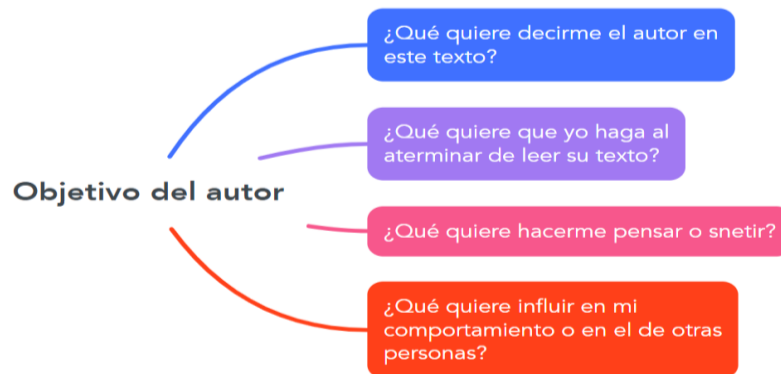 ¿Qué quiere decirme el autor en
este texto?
¿Qué quiere que yo haga al
aterminar de leer su texto?
Objetivo del autor
¿Qué quiere hacerme pensar o snetir?
¿Qué quiere influir en mi
comportamiento o en el de otras
personas?